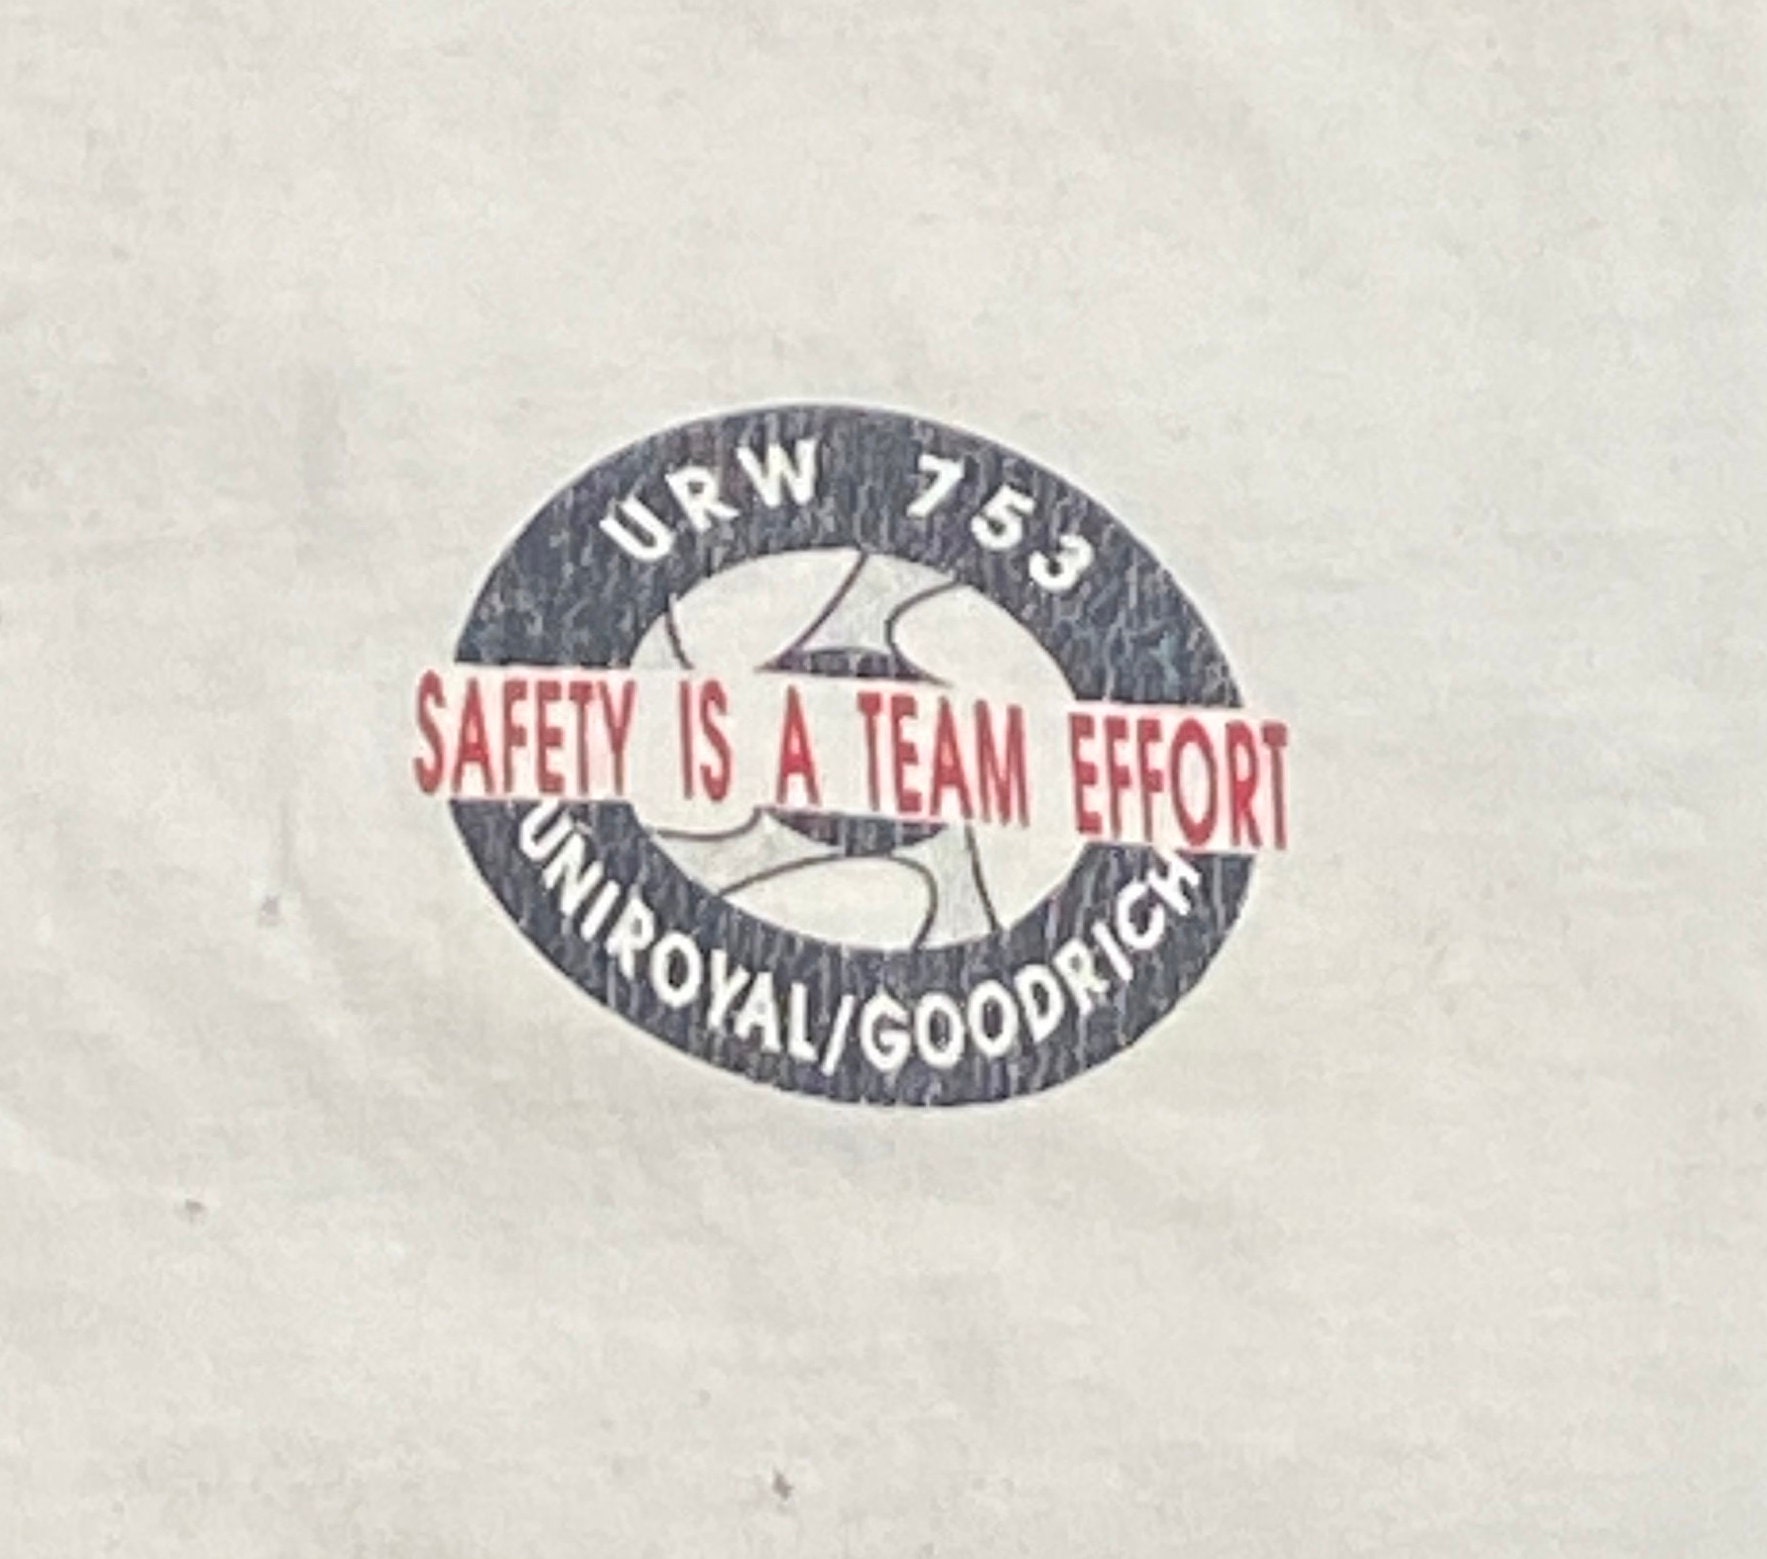 URW 753
SAFETY IS A TEAM EFFORT
UNIROYAL/GOODRICH